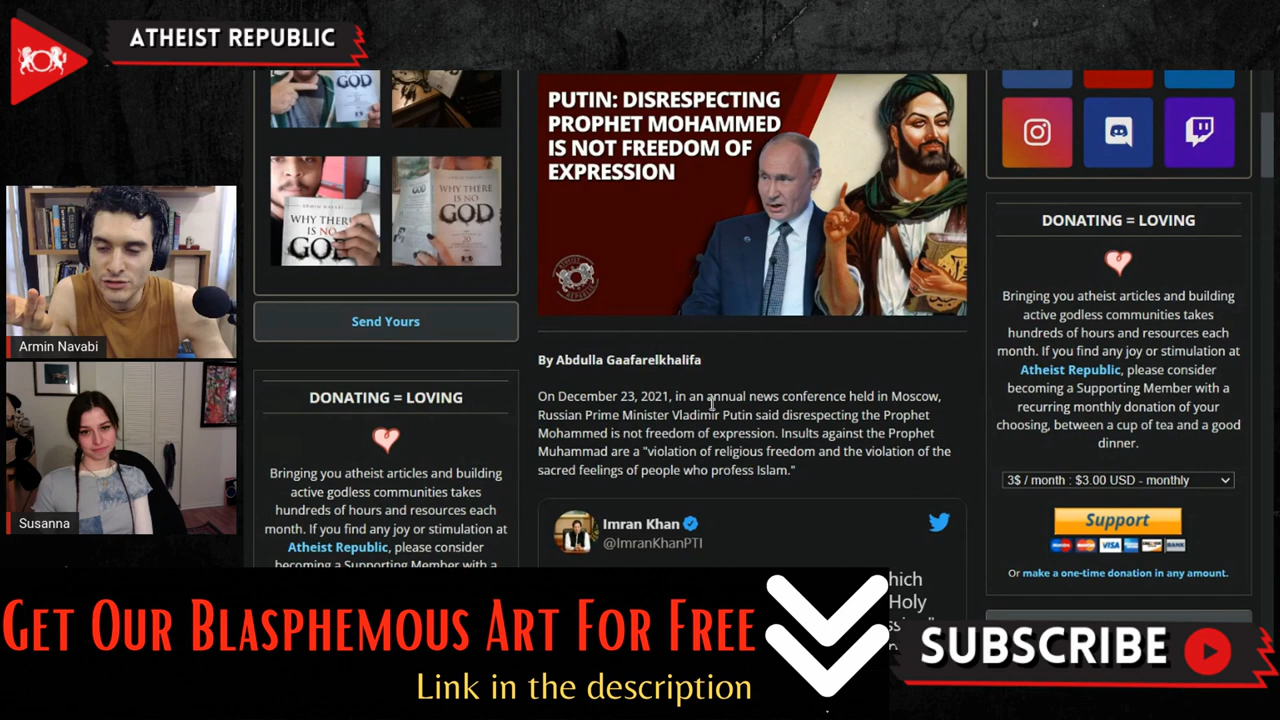 ATHEIST REPUBLIC
Armin Navabi
Susanna
GOD
WHY THERE
IS NO
GOD
WHY THERE
IS NO
GOD
20
Send Yours
DONATING = LOVING
Bringing you atheist articles and building
active godless communities takes
hundreds of hours and resources each
month. If you find any joy or stimulation at
Atheist Republic, please consider
becoming a Supporting Member with a
PUTIN: DISRESPECTING
PROPHET MOHAMMED
IS NOT FREEDOM OF
EXPRESSION
By Abdulla Gaafarelkhalifa
On December 23, 2021, in an annual news conference held in Moscow,
Russian Prime Minister Vladimir Putin said disrespecting the Prophet
Mohammed is not freedom of expression. Insults against the Prophet
Muhammad are a "violation of religious freedom and the violation of the
sacred feelings of people who profess Islam."
Imran Khan
@ImranKhanPTI
hich
Holy
DONATING = LOVING
Bringing you atheist articles and building
active godless communities takes
hundreds of hours and resources each
month. If you find any joy or stimulation at
Atheist Republic, please consider
becoming a Supporting Member with a
recurring monthly donation of your
choosing, between a cup of tea and a good
dinner.
3$ / month : $3.00 USD - monthly
Support
VISA
BANK
Or make a one-time donation in any amount.
GET OUR BLASPHEMOUS ART FOR FREE
Link in the description
SUBSCRIBE